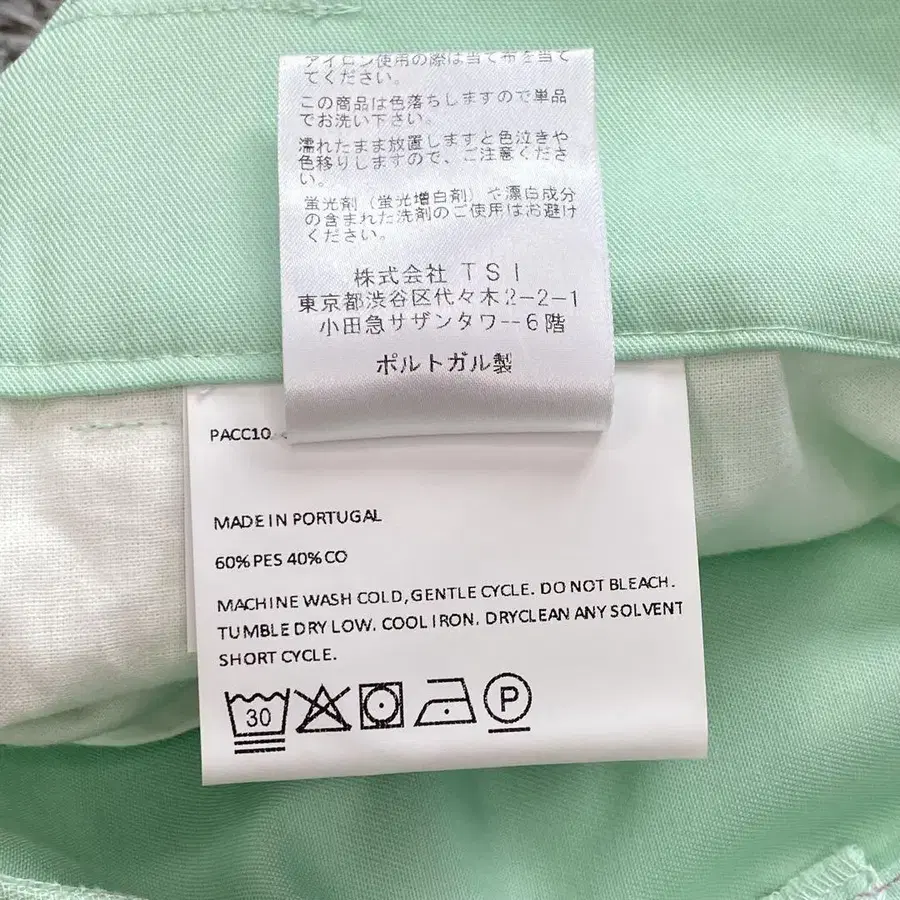 アイロン使用の際は当て布を当て
てください。
この商品は色落ちしますので単品
でお洗い下さい。
濡れたまま放置しますと色泣きや
色移りしますので、ご注意くださ
い。
蛍光剤（蛍光増白剤）や漂白成分
の含まれた洗剤のご使用はお避け
ください。
株式会社 TSI
東京都渋谷区代々木2-2-1
小田急サザンタワー6階
ポルトガル製
PACC10
MADE IN PORTUGAL
60% PES 40% CO
MACHINE WASH COLD, GENTLE CYCLE. DO NOT BLEACH.
TUMBLE DRY LOW. COOL IRON. DRYCLEAN ANY SOLVENT
SHORT CYCLE.
30 P